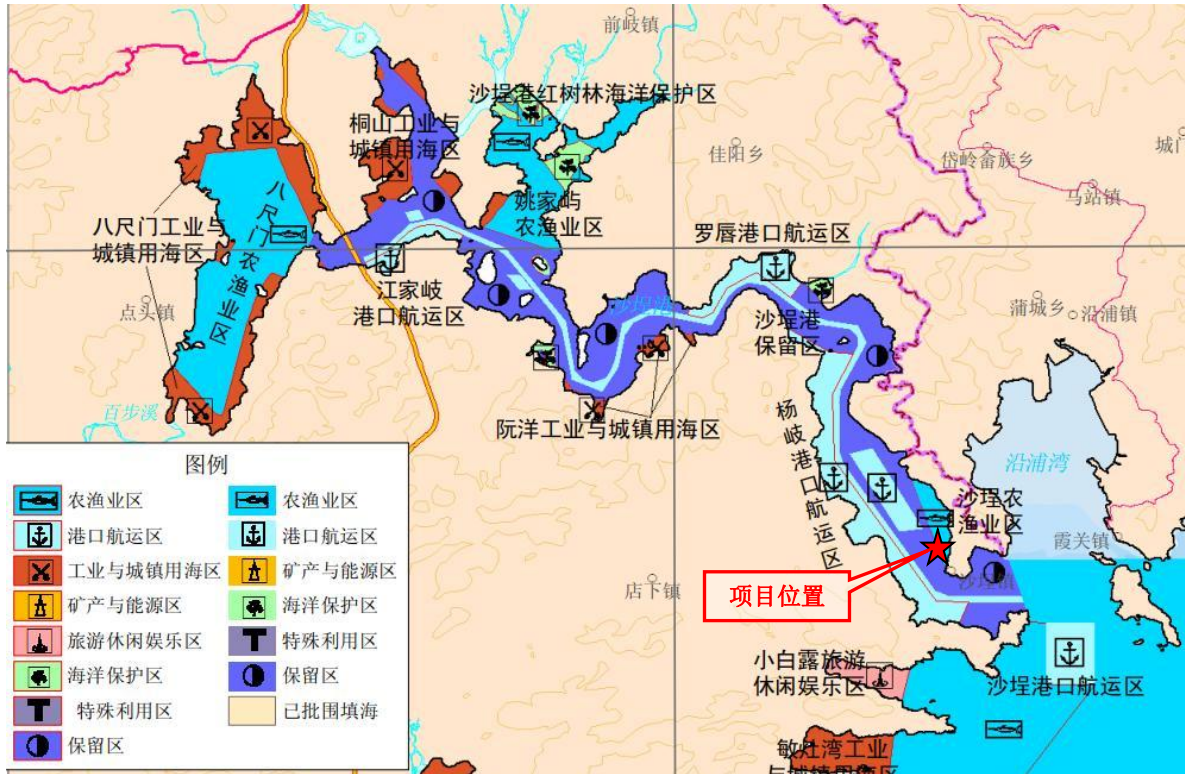 前岐镇
沙埕港红树林海洋保护区
桐山工业与
城镇用海区
佳阳乡
岱岭畲族乡
城门
马站镇
八尺门工业与
城镇用海区
八尺门农渔业区
姚家屿
农渔业区
罗唇港口航运区
点头镇
江家岐
港口航运区
沙埕港
沙埕港
保留区
蒲城乡
沿浦镇
百步溪
阮洋工业与城镇用海区
杨岐港口航运区
沿浦湾
沙埕农
渔业区
霞关镇
沙埕镇
店下镇
项目位置
小白露旅游
休闲娱乐区
沙埕港口航运区
敏灶湾工业
与城镇用海区
图例
农渔业区
农渔业区
港口航运区
港口航运区
工业与城镇用海区
矿产与能源区
矿产与能源区
海洋保护区
旅游休闲娱乐区
特殊利用区
海洋保护区
保留区
特殊利用区
已批围填海
保留区